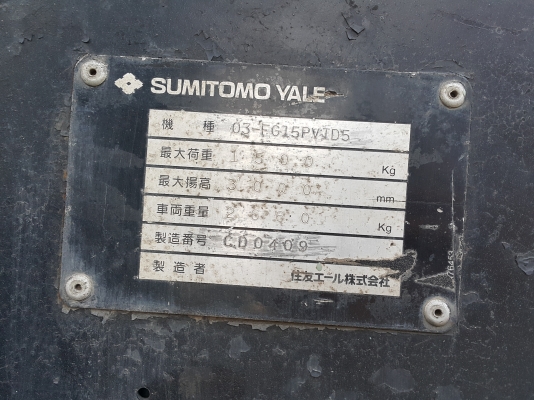 SUMITOMO YALE
機種 03-FG15PVID5
最大荷重 1500 Kg
最大揚高 3000 mm
車両重量 Kg
製造番号 CD0409
製造者 住友エール株式会社